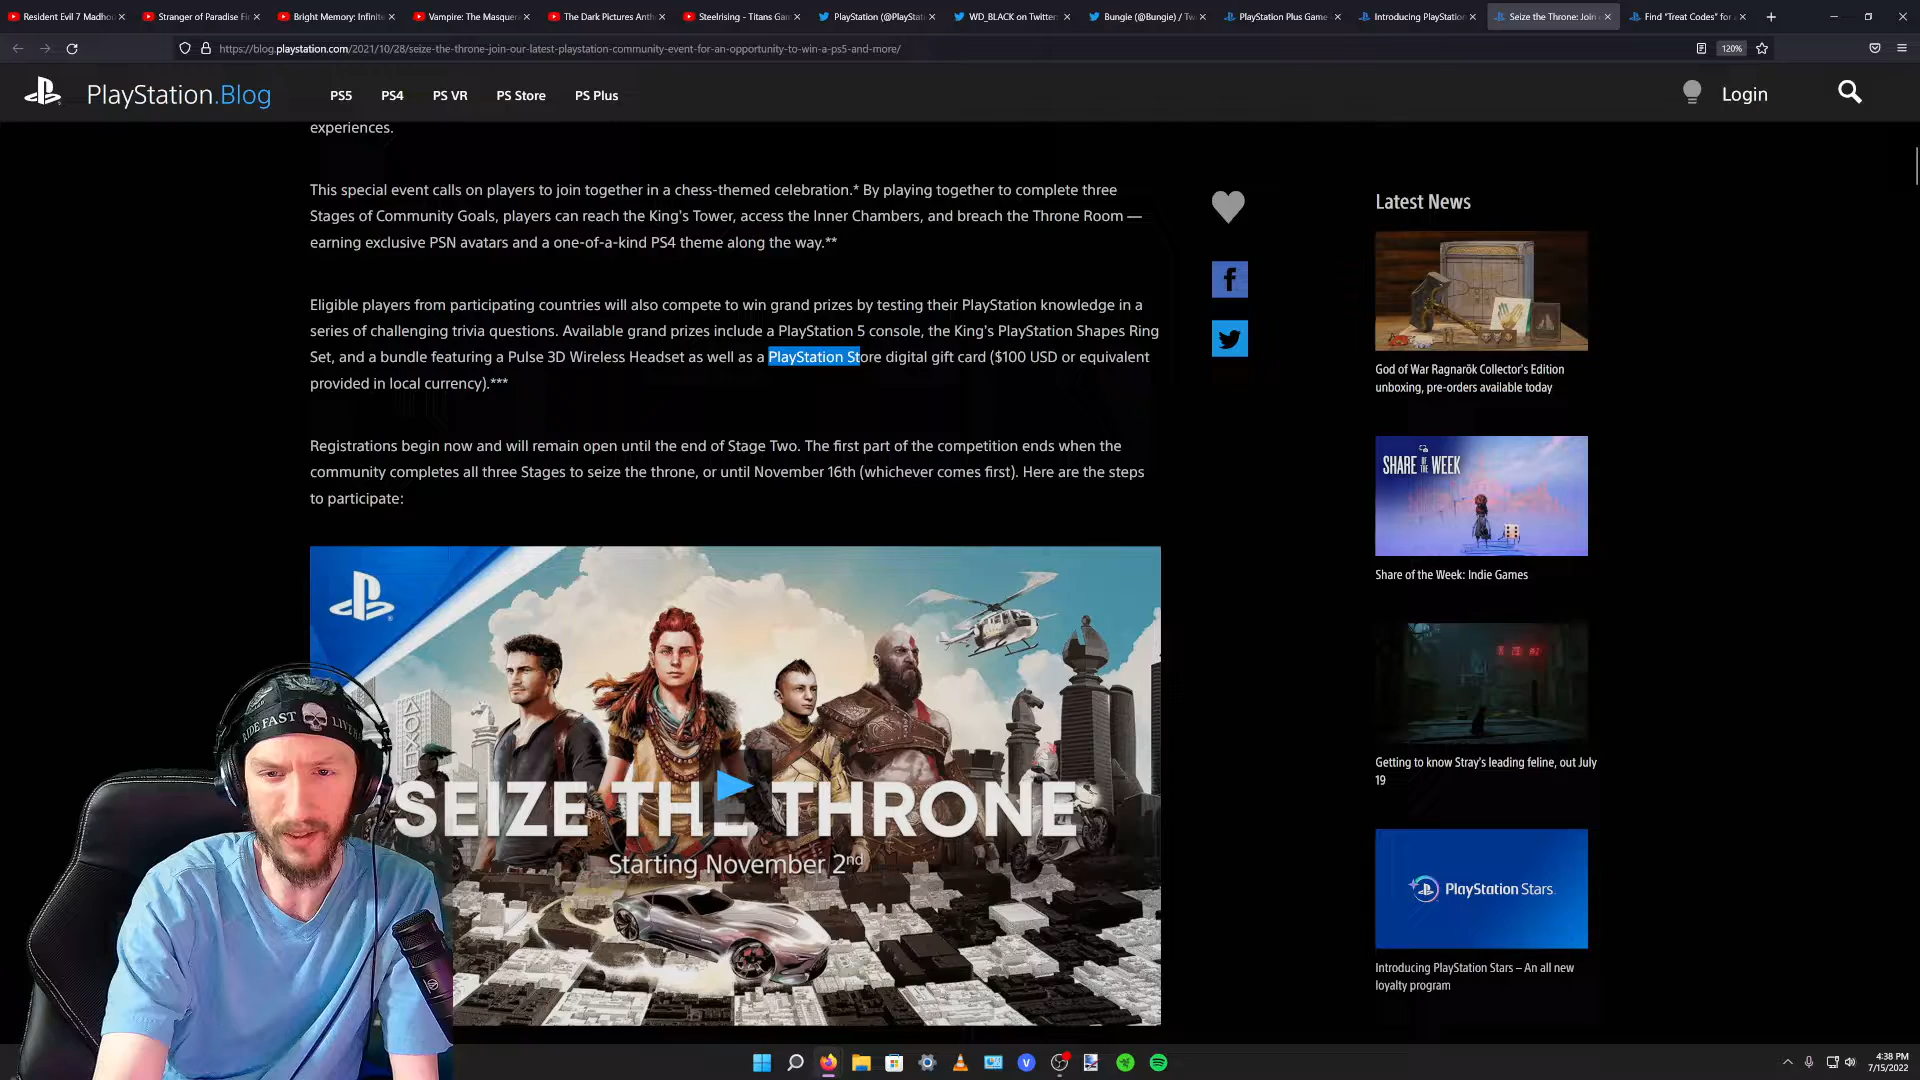 Resident Evil 7 Madhou
Stranger of Paradise Fi
Bright Memory: Infinite
Vampire: The Masquera
The Dark Pictures Anth
Steelrising - Titans Gam
PlayStation (@PlayStati
WD_BLACK on Twitter:
Bungie (@Bungie) / Tw
PlayStation Plus Game
Introducing PlayStation
Seize the Throne: Join
Find "Treat Codes" for
https://blog.playstation.com/2021/10/28/seize-the-throne-join-our-latest-playstation-community-event-for-an-opportunity-to-win-a-ps5-and-more/
120%
PlayStation.Blog
PS5 PS4 PS VR PS Store PS Plus
Login
experiences.
This special event calls on players to join together in a chess-themed celebration.* By playing together to complete three
Stages of Community Goals, players can reach the King's Tower, access the Inner Chambers, and breach the Throne Room —
earning exclusive PSN avatars and a one-of-a-kind PS4 theme along the way.**
Eligible players from participating countries will also compete to win grand prizes by testing their PlayStation knowledge in a
series of challenging trivia questions. Available grand prizes include a PlayStation 5 console, the King's PlayStation Shapes Ring
Set, and a bundle featuring a Pulse 3D Wireless Headset as well as a PlayStation Store digital gift card ($100 USD or equivalent
provided in local currency).***
Registrations begin now and will remain open until the end of Stage Two. The first part of the competition ends when the
community completes all three Stages to seize the throne, or until November 16th (whichever comes first). Here are the steps
to participate:
SEIZE THE THRONE
Starting November 2nd
RIDE FAST
Latest News
God of War Ragnarök Collector's Edition
unboxing, pre-orders available today
SHARE OF THE WEEK
Share of the Week: Indie Games
Getting to know Stray's leading feline, out July
19
PlayStation Stars
Introducing PlayStation Stars – An all new
loyalty program
4:38 PM
7/15/2022